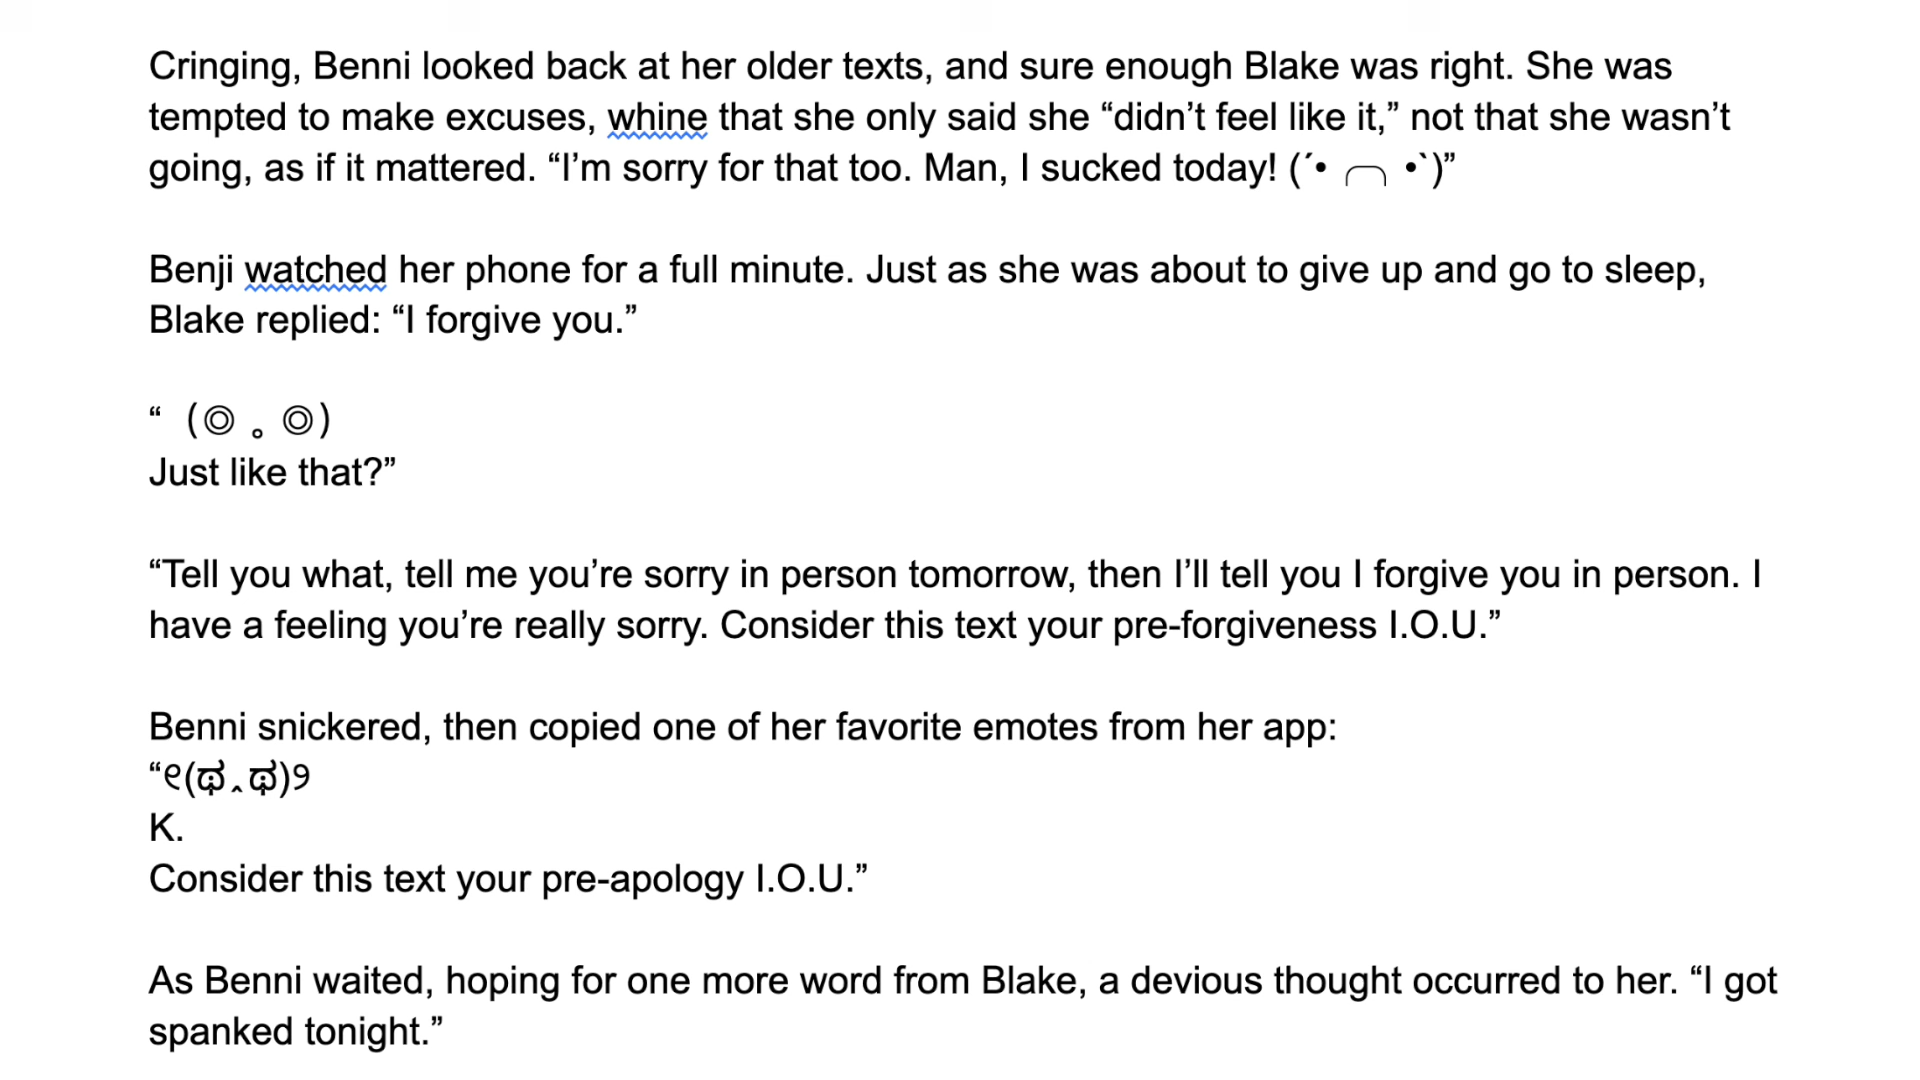 Cringing, Benni looked back at her older texts, and sure enough Blake was right. She was
tempted to make excuses, whine that she only said she “didn’t feel like it,” not that she wasn’t
going, as if it mattered. “I’m sorry for that too. Man, I sucked today! (´• ︵ •`)”
Benji watched her phone for a full minute. Just as she was about to give up and go to sleep,
Blake replied: “I forgive you.”
“ (◎ 。◎)
Just like that?”
“Tell you what, tell me you’re sorry in person tomorrow, then I’ll tell you I forgive you in person. I
have a feeling you’re really sorry. Consider this text your pre-forgiveness I.O.U.”
Benni snickered, then copied one of her favorite emotes from her app:
“୧(ಥ‸ಥ)୨
K.
Consider this text your pre-apology I.O.U.”
As Benni waited, hoping for one more word from Blake, a devious thought occurred to her. “I got
spanked tonight.”